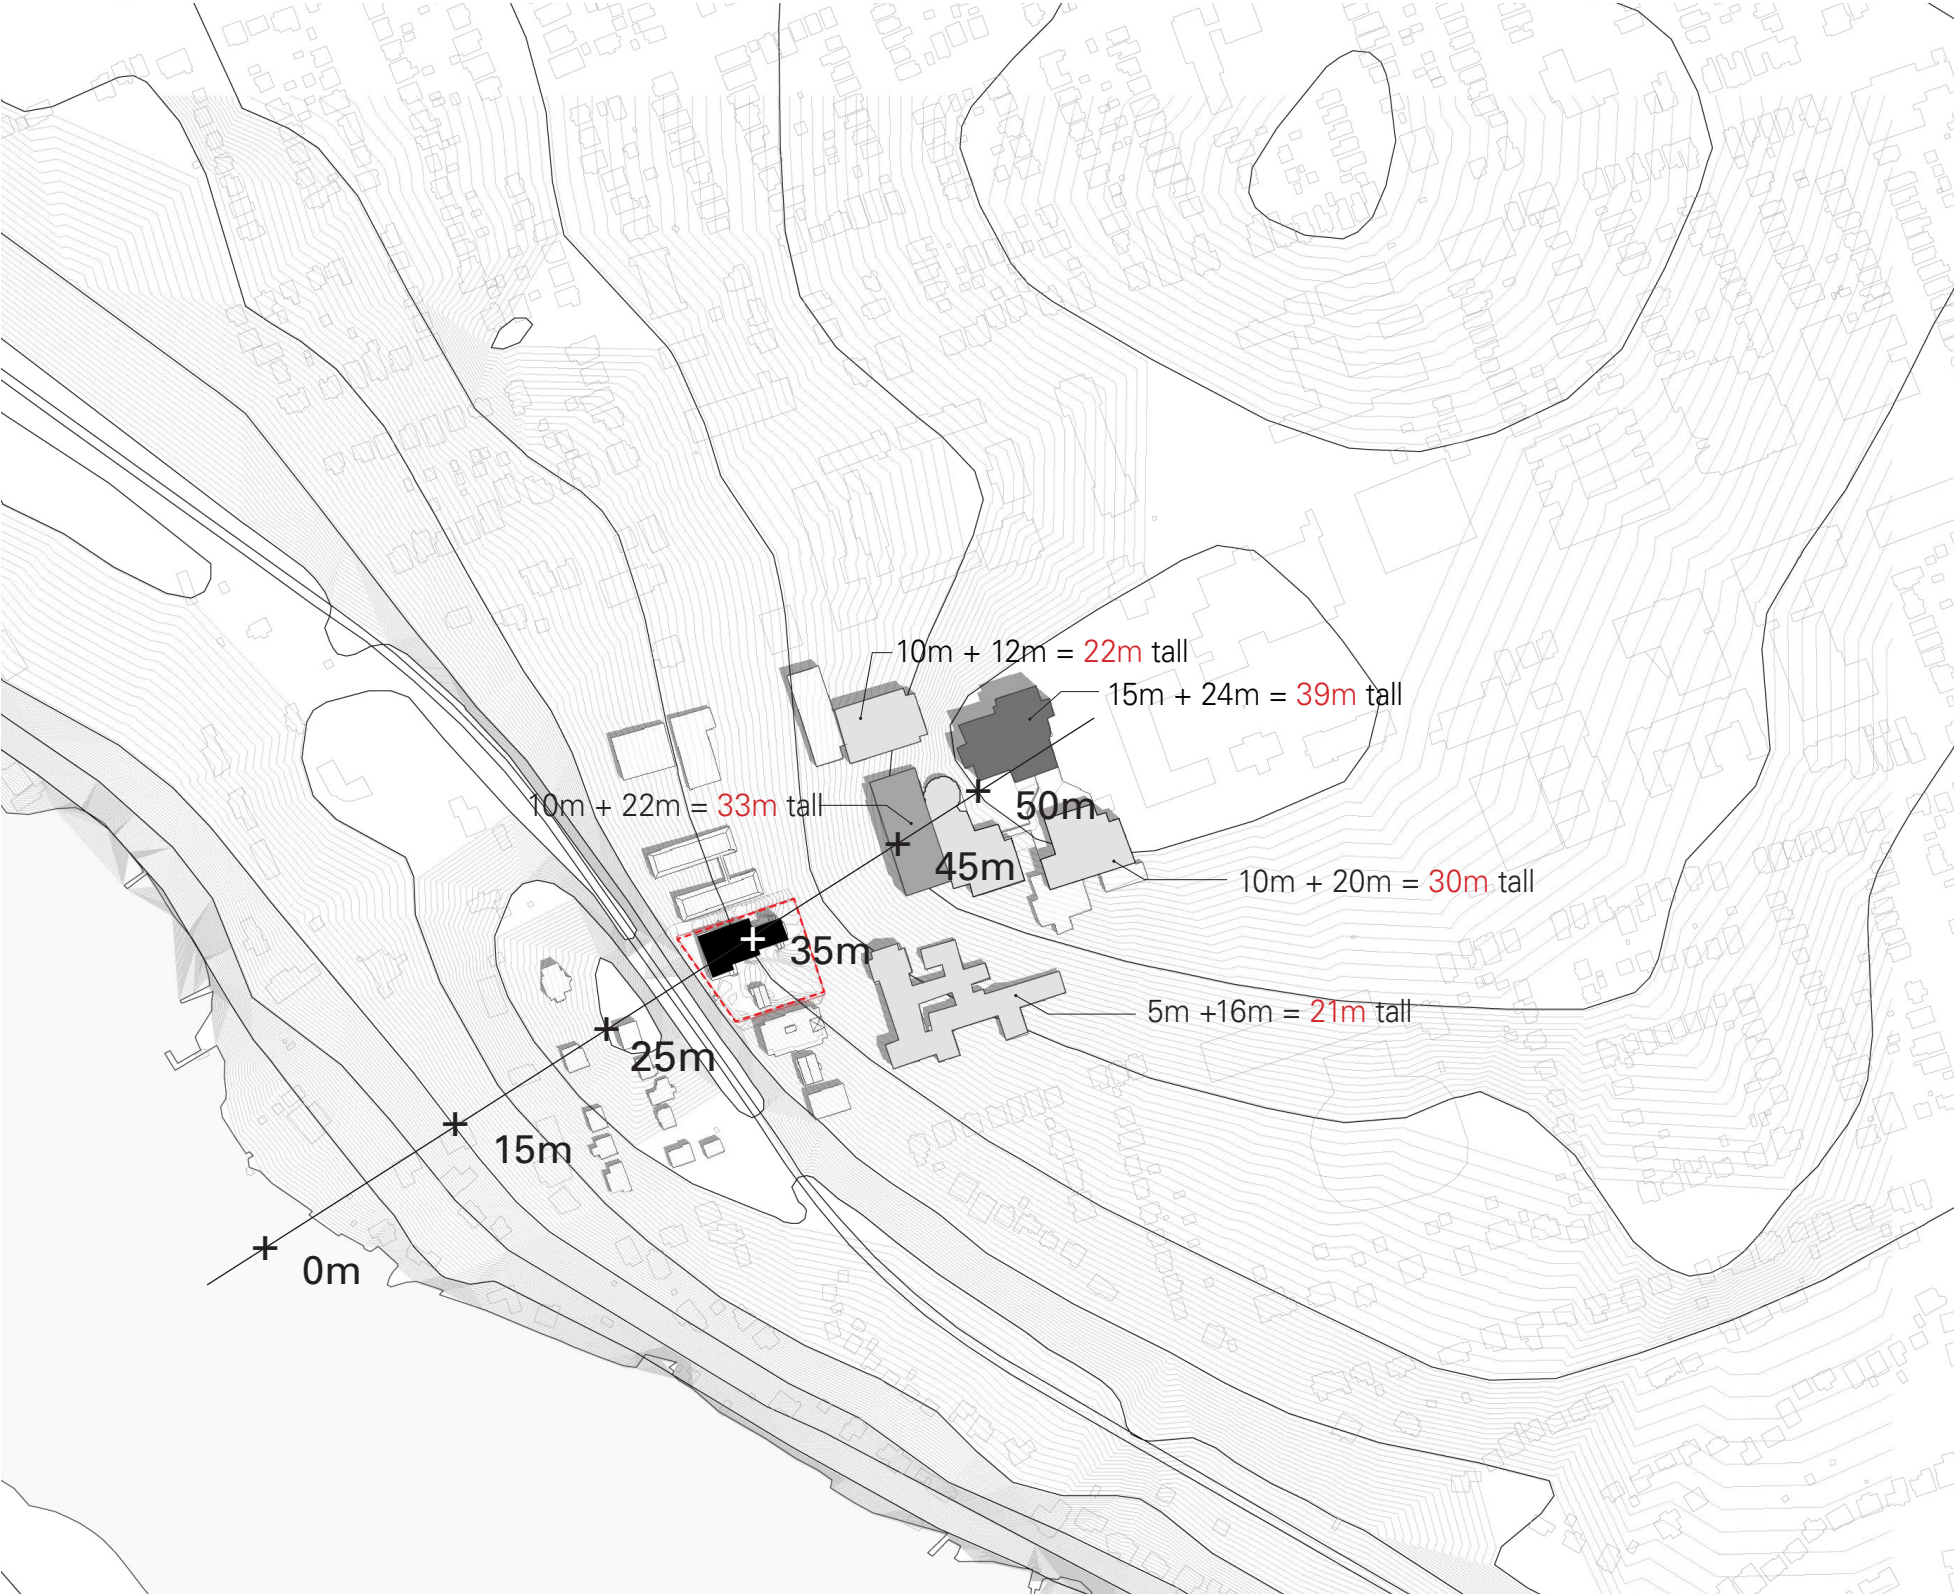 10m + 12m = 22m tall
15m + 24m = 39m tall
10m + 22m = 33m tall
50m
45m
10m + 20m = 30m tall
35m
5m +16m = 21m tall
25m
15m
0m